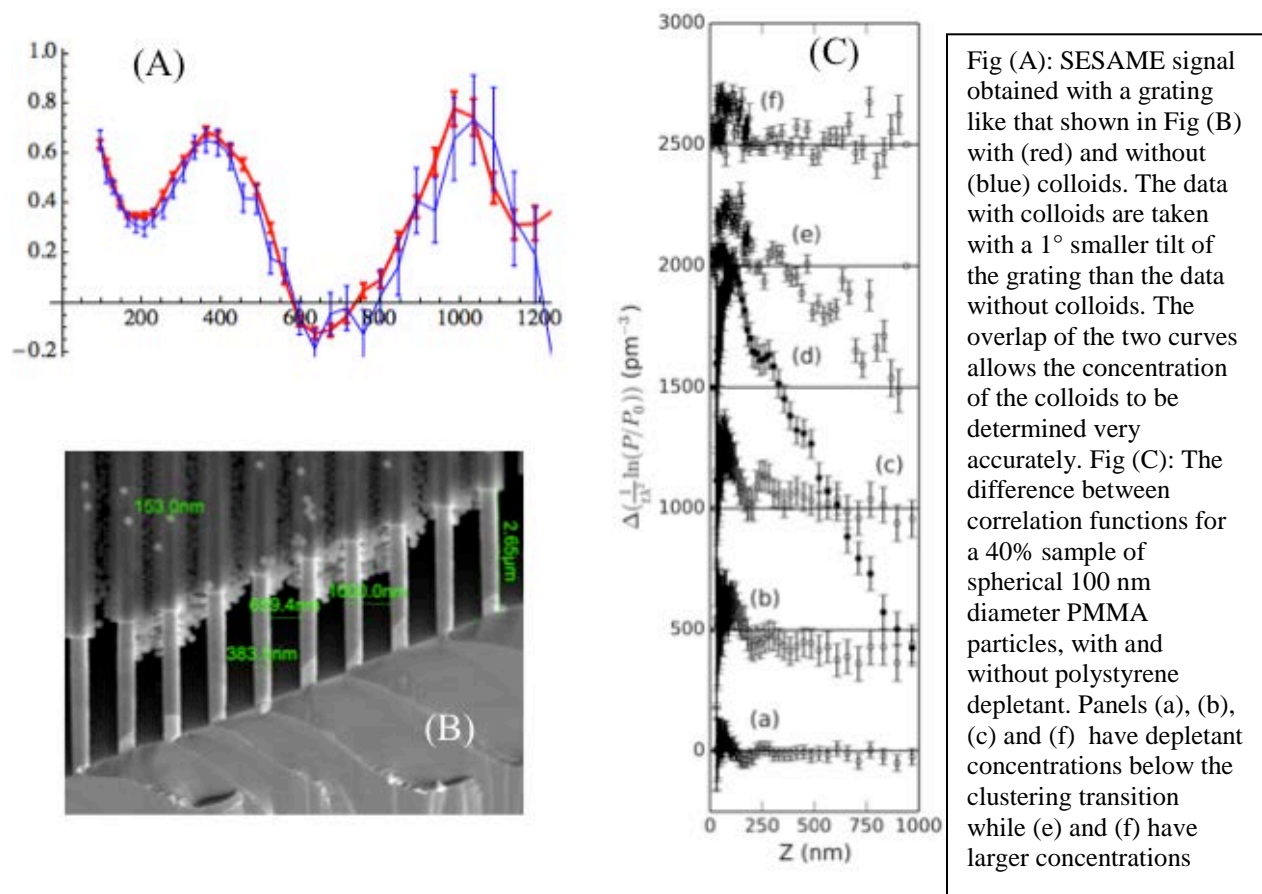 (A)
1.0
0.8
0.6
0.4
0.2
−0.2
200 400 600 800 1000 1200
153.0nm
2.65μm
383.
(B)
(C)
3000
2500
2000
1500
1000
500
0
(f)
(e)
(d)
(c)
(b)
(a)
0 250 500 750 1000
Z (nm)
Fig (A): SESAME signal
obtained with a grating
like that shown in Fig (B)
with (red) and without
(blue) colloids. The data
with colloids are taken
with a 1° smaller tilt of
the grating than the data
without colloids. The
overlap of the two curves
allows the concentration
of the colloids to be
determined very
accurately. Fig (C): The
difference between
correlation functions for
a 40% sample of
spherical 100 nm
diameter PMMA
particles, with and
without polystyrene
depletant. Panels (a), (b),
(c) and (f) have depletant
concentrations below the
clustering transition
while (e) and (f) have
larger concentrations